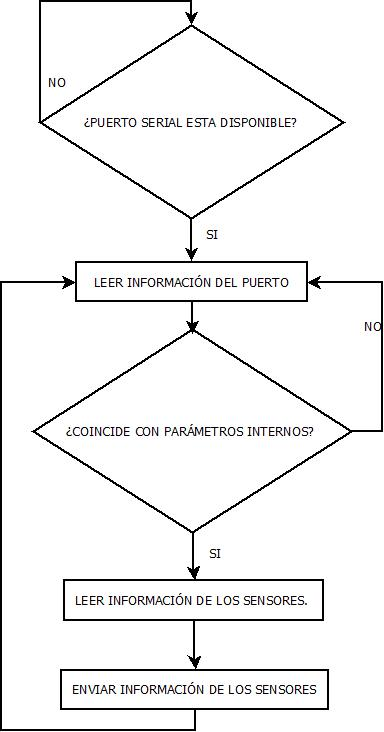 NO
¿PUERTO SERIAL ESTA DISPONIBLE?
SI
LEER INFORMACIÓN DEL PUERTO
NO
¿COINCIDE CON PARÁMETROS INTERNOS?
SI
LEER INFORMACIÓN DE LOS SENSORES.
ENVIAR INFORMACIÓN DE LOS SENSORES